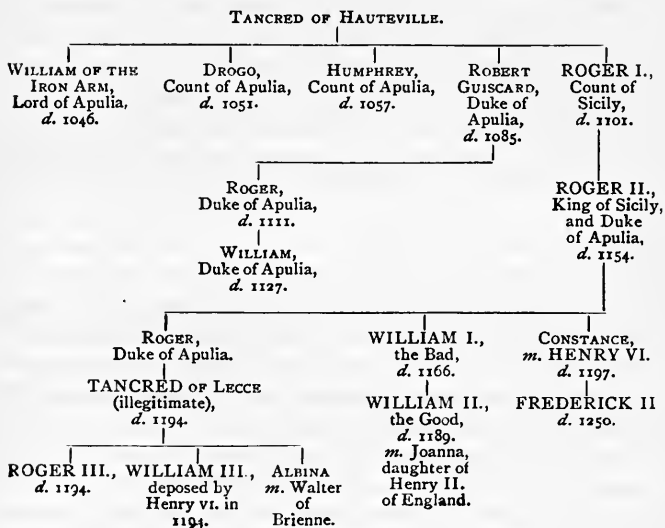 TANCRED OF HAUTEVILLE.
WILLIAM OF THE
IRON ARM,
Lord of Apulia,
d. 1046.
DROGO,
Count of Apulia,
d. 1051.
HUMPHREY,
Count of Apulia,
d. 1057.
ROBERT
GUISCARD,
Duke of
Apulia,
d. 1085.
ROGER I.,
Count of
Sicily,
d. 1101.
ROGER,
Duke of Apulia,
d. 1111.
WILLIAM,
Duke of Apulia,
d. 1127.
ROGER II.,
King of Sicily,
and Duke
of Apulia,
d. 1154.
ROGER,
Duke of Apulia.
TANCRED OF LECCE
(illegitimate),
d. 1194.
WILLIAM I.,
the Bad,
d. 1166.
WILLIAM II.,
the Good,
d. 1189.
m. Joanna,
daughter of
Henry II.
of England.
CONSTANCE,
m. HENRY VI.
d. 1197.
FREDERICK II
d. 1250.
ROGER III.,
d. 1194.
WILLIAM III.,
deposed by
Henry VI. in
1194.
ALBINA
m. Walter
of
Brienne.